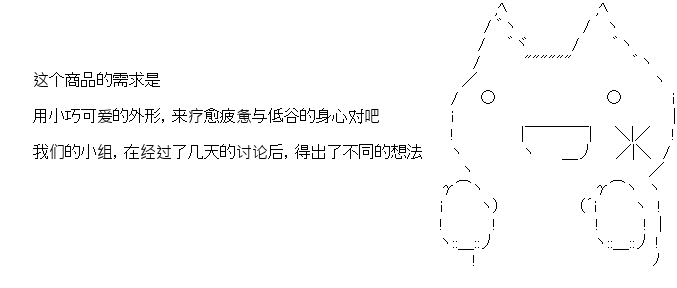 这个商品的需求是
用小巧可爱的外形，来疗愈疲惫与低谷的身心对吧
我们的小组，在经过了几天的讨论后，得出了不同的想法